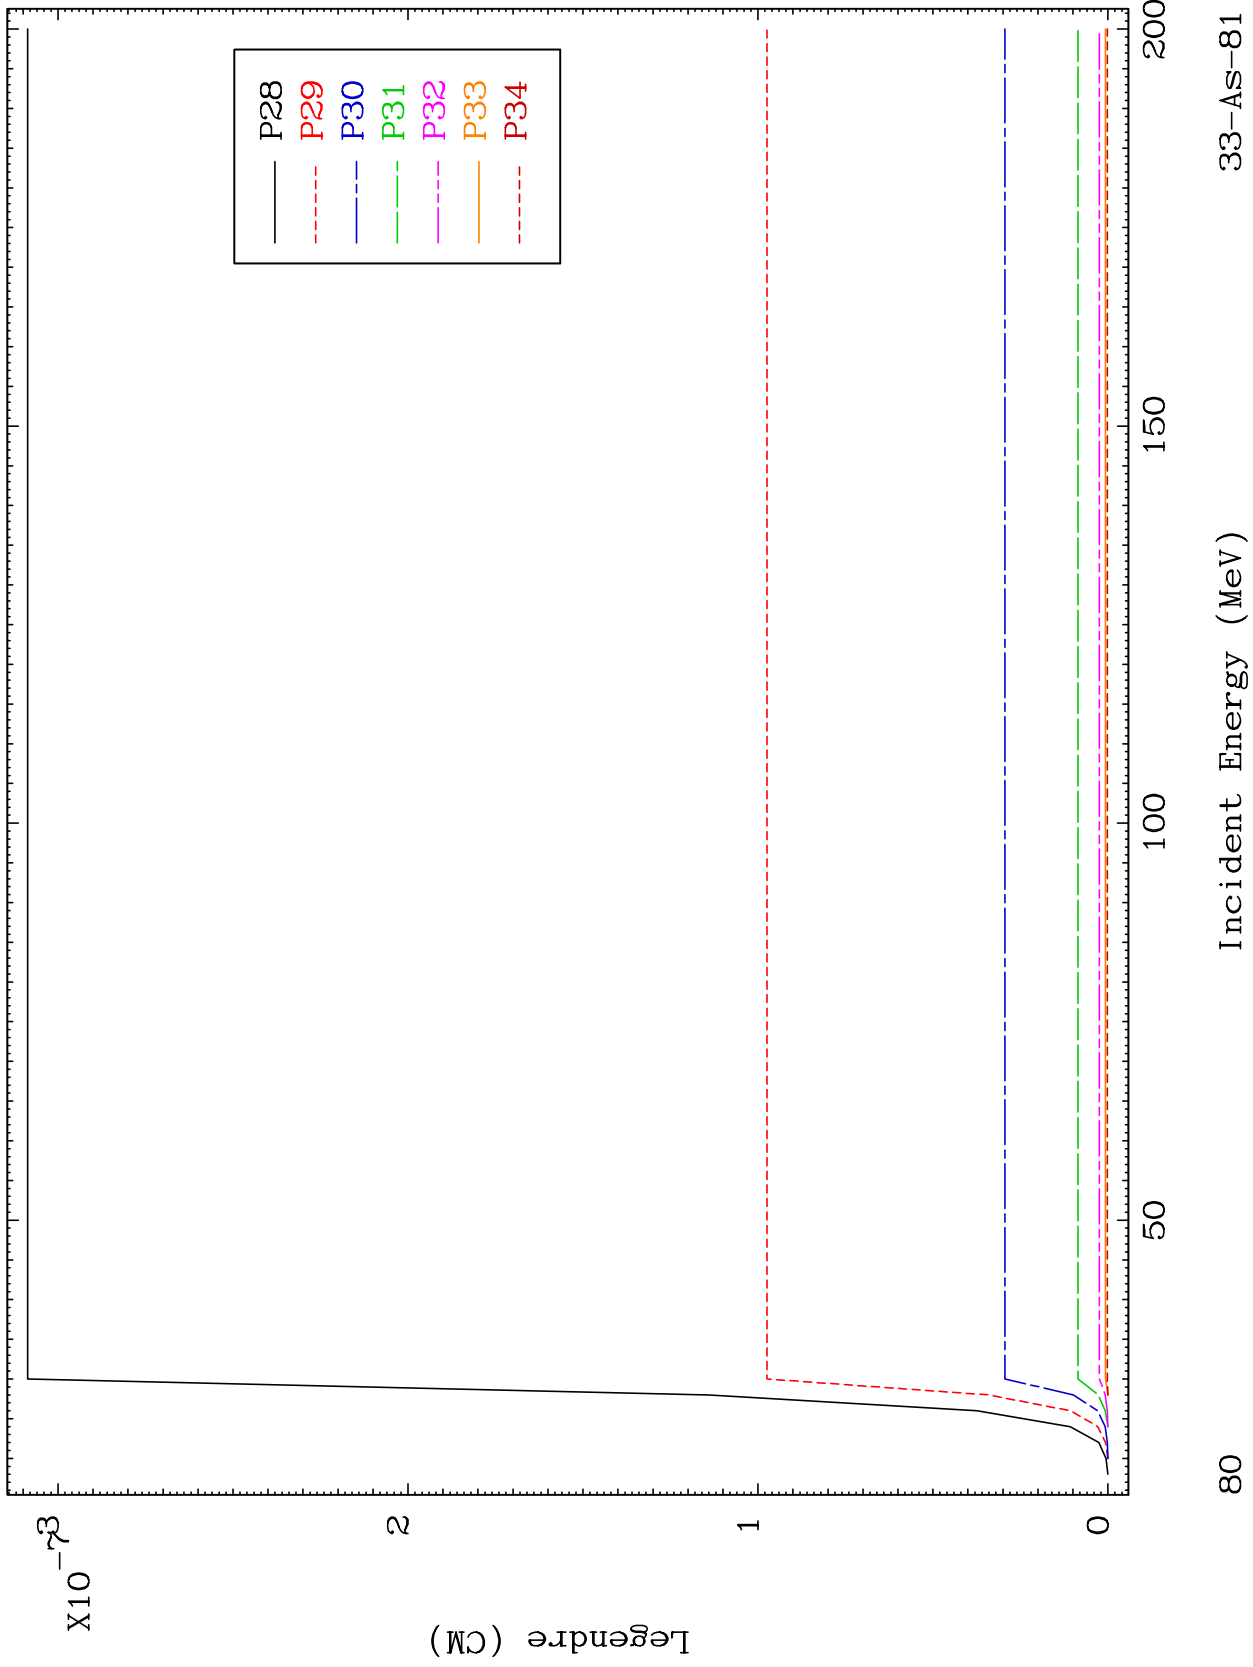 X10
-7
3
2
1
0
Legendre (CM)
P28
P29
P30
P31
P32
P33
P34
50
100
150
200
Incident Energy (MeV)
80
33-As-81